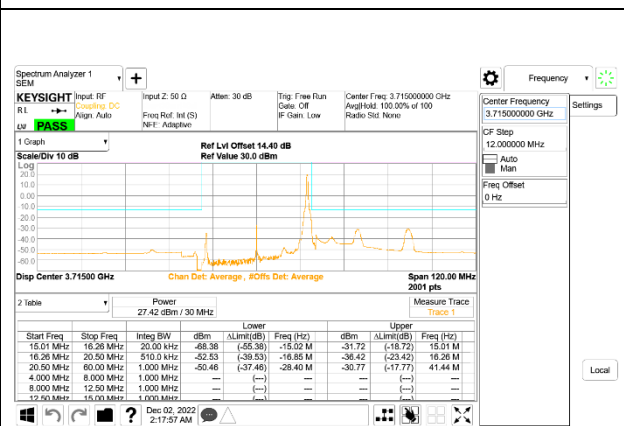 Spectrum Analyzer 1
SEM
Frequency
KEYSIGHT Input: RF Input Z: 50 Ω Atten: 30 dB Trig: Free Run Center Freq: 3.715000000 GHz
Coupling: DC Gate: Off Avg|Hold: 100.00% of 100
RL Align: Auto Freq Ref: Int (S) IF Gain: Low Radio Std: None
NFE: Adaptive
PASS
Center Frequency
3.715000000 GHz
Settings
CF Step
12.000000 MHz
Auto
Man
Freq Offset
0 Hz
1 Graph
Ref Lvl Offset 14.40 dB
Scale/Div 10 dB Ref Value 30.0 dBm
Log
20.0
10.0
0.00
-10.0
-20.0
-30.0
-40.0
-50.0
-60.0
Disp Center 3.71500 GHz Chan Det: Average, #Offs Det: Average Span 120.00 MHz
2001 pts
2 Table Power Measure Trace
27.42 dBm / 30 MHz Trace 1
Lower Upper
Start Freq Stop Freq Integ BW dBm ΔLimit(dB) Freq (Hz) dBm ΔLimit(dB) Freq (Hz)
15.01 MHz 16.26 MHz 20.00 kHz -68.38 (-55.38) -15.02 M -31.72 (-18.72) 15.01 M
16.26 MHz 20.50 MHz 510.0 kHz -52.53 (-39.53) -16.85 M -36.42 (-23.42) 16.26 M
20.50 MHz 60.00 MHz 1.000 MHz -50.46 (-37.46) -28.40 M -30.77 (-17.77) 41.44 M
4.000 MHz 8.000 MHz 1.000 MHz --- (---) --- --- (---) ---
8.000 MHz 12.50 MHz 1.000 MHz --- (---) --- --- (---) ---
12.50 MHz 15.00 MHz 1.000 MHz --- (---) --- --- (---) ---
Local
? Dec 02, 2022
2:17:57 AM